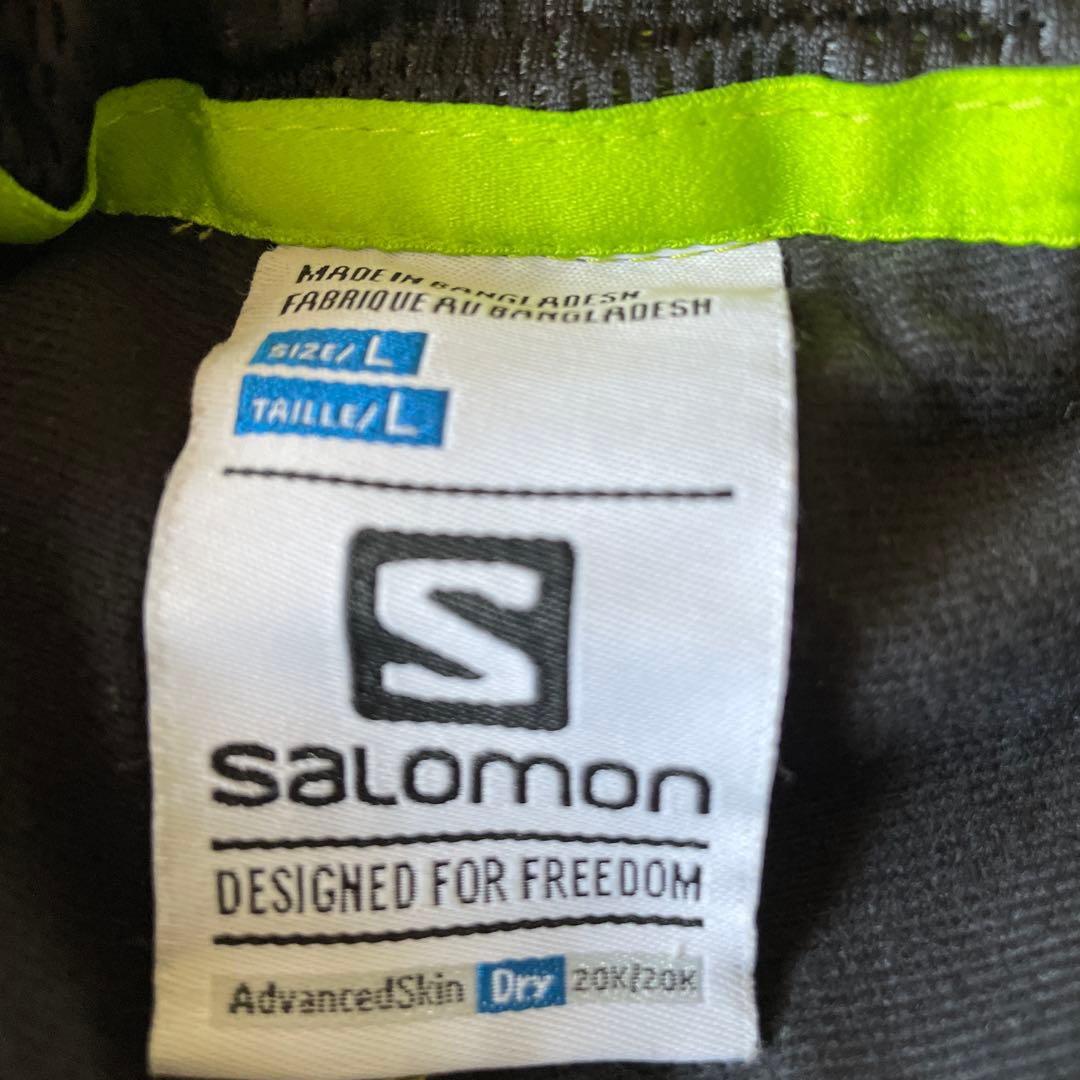 MADE IN BANGLADESH
FABRIQUE AU BANGLADESH
SIZE/L
TAILLE/L
S
SALOMON
DESIGNED FOR FREEDOM
AdvancedSkin Dry 20K/20K